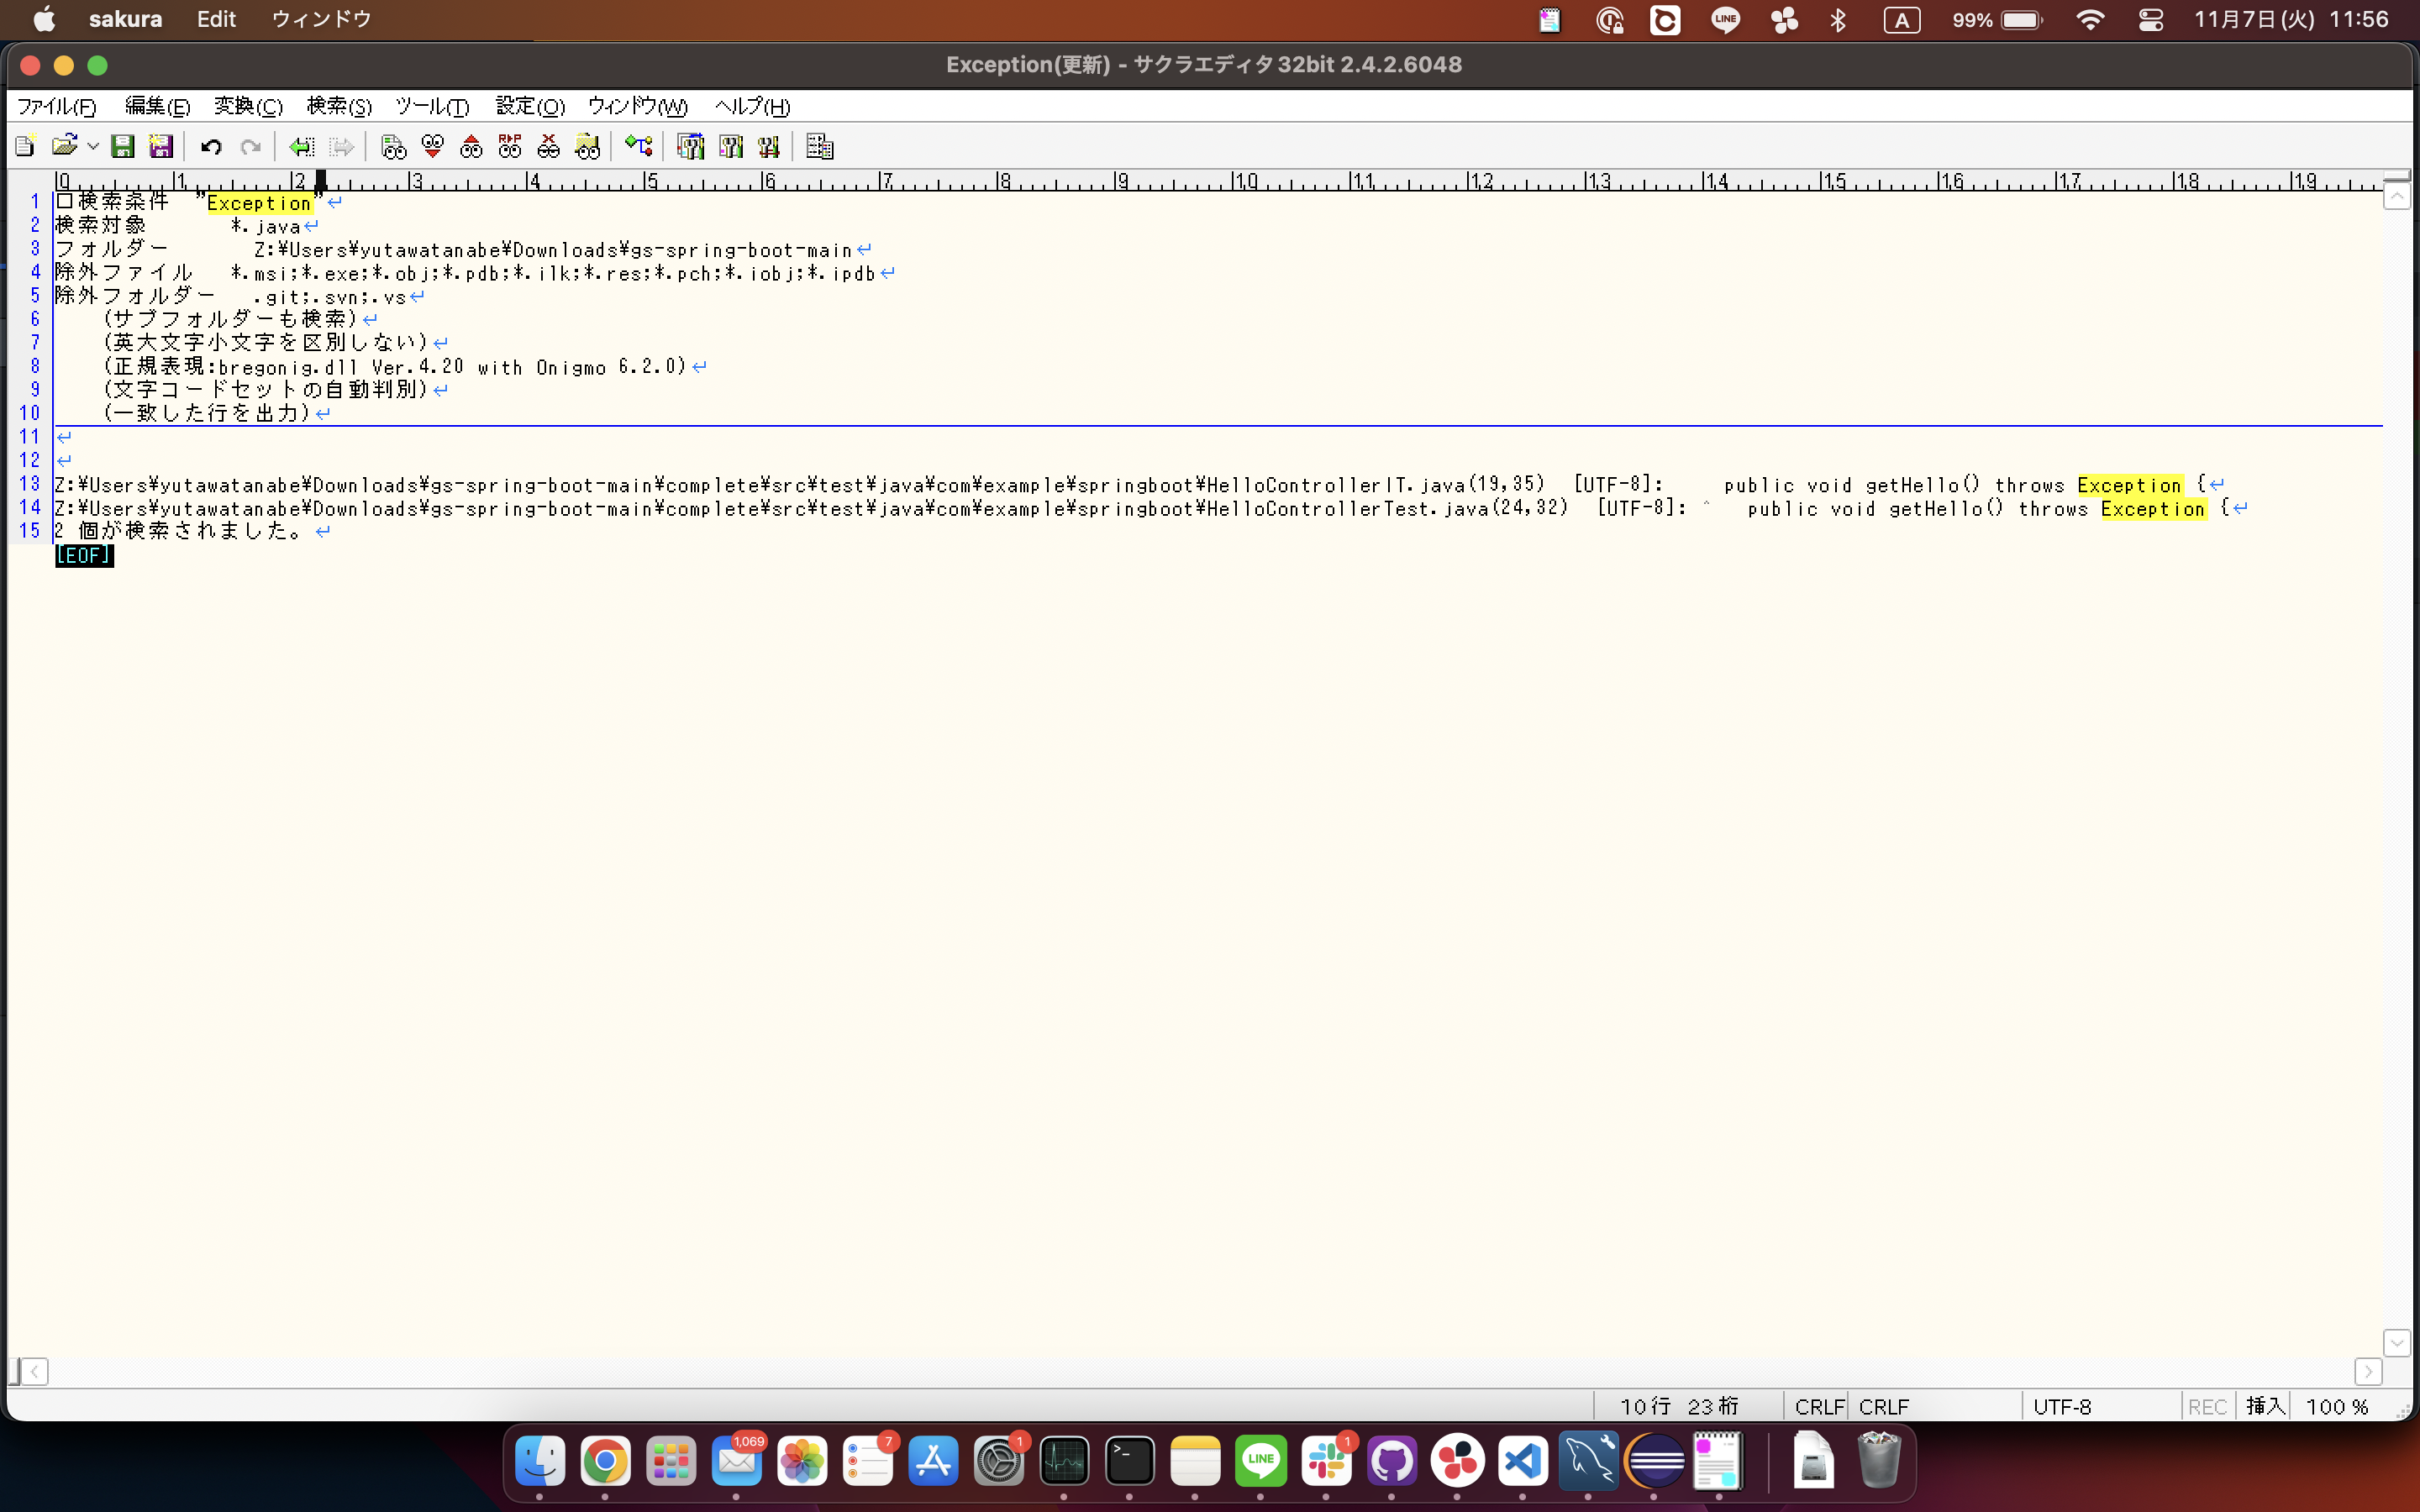 sakura Edit ウィンドウ LINE A 99% 11月7日(火) 11:56
Exception(更新) - サクラエディタ32bit 2.4.2.6048
ファイル(F) 編集(E) 変換(C) 検索(S) ツール(T) 設定(O) ウィンドウ(W) ヘルプ(H)
0 1 2 3 4 5 6 7 8 9 10 11 12 13 14 15 16 17 18 19
1 □検索条件 "Exception"↵
2 検索対象 *.java↵
3 フォルダー Z:¥Users¥yutawatanabe¥Downloads¥gs-spring-boot-main↵
4 除外ファイル *.msi;*.exe;*.obj;*.pdb;*.ilk;*.res;*.pch;*.iobj;*.ipdb↵
5 除外フォルダー .git;.svn;.vs↵
6 (サブフォルダーも検索)↵
7 (英大文字小文字を区別しない)↵
8 (正規表現:bregonig.dll Ver.4.20 with Onigmo 6.2.0)↵
9 (文字コードセットの自動判別)↵
10 (一致した行を出力)↵
11 ↵
12 ↵
13 Z:¥Users¥yutawatanabe¥Downloads¥gs-spring-boot-main¥complete¥src¥test¥java¥com¥example¥springboot¥HelloControllerIT.java(19,35) [UTF-8]: public void getHello() throws Exception {↵
14 Z:¥Users¥yutawatanabe¥Downloads¥gs-spring-boot-main¥complete¥src¥test¥java¥com¥example¥springboot¥HelloControllerTest.java(24,32) [UTF-8]: ^ public void getHello() throws Exception {↵
15 2 個が検索されました。↵
[EOF]
10行 23桁 CRLF CRLF UTF-8 REC 挿入 100 %
1,069 7 1 >_ LINE 1